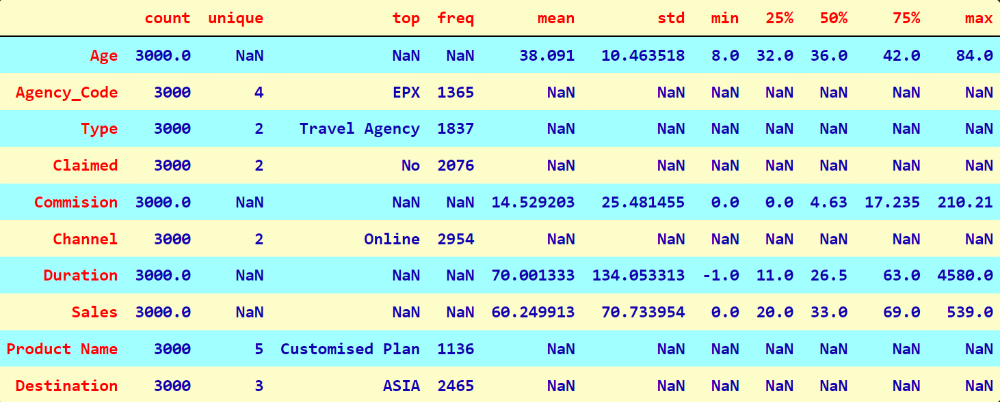 count unique top freq mean std min 25% 50% 75% max
Age 3000.0 NaN NaN NaN 38.091 10.463518 8.0 32.0 36.0 42.0 84.0
Agency_Code 3000 4 EPX 1365 NaN NaN NaN NaN NaN NaN NaN
Type 3000 2 Travel Agency 1837 NaN NaN NaN NaN NaN NaN NaN
Claimed 3000 2 No 2076 NaN NaN NaN NaN NaN NaN NaN
Commision 3000.0 NaN NaN NaN 14.529203 25.481455 0.0 0.0 4.63 17.235 210.21
Channel 3000 2 Online 2954 NaN NaN NaN NaN NaN NaN NaN
Duration 3000.0 NaN NaN NaN 70.001333 134.053313 -1.0 11.0 26.5 63.0 4580.0
Sales 3000.0 NaN NaN NaN 60.249913 70.733954 0.0 20.0 33.0 69.0 539.0
Product Name 3000 5 Customised Plan 1136 NaN NaN NaN NaN NaN NaN NaN
Destination 3000 3 ASIA 2465 NaN NaN NaN NaN NaN NaN NaN